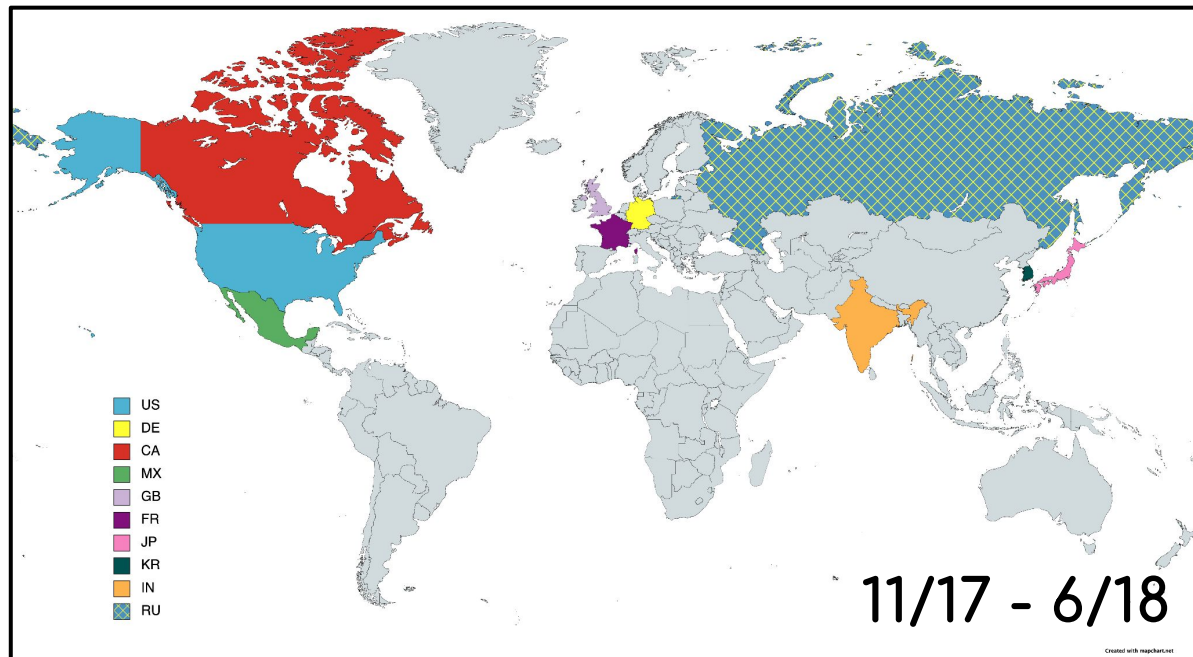 US
DE
CA
MX
GB
FR
JP
KR
IN
RU
11/17 - 6/18
Created with mapchart.net